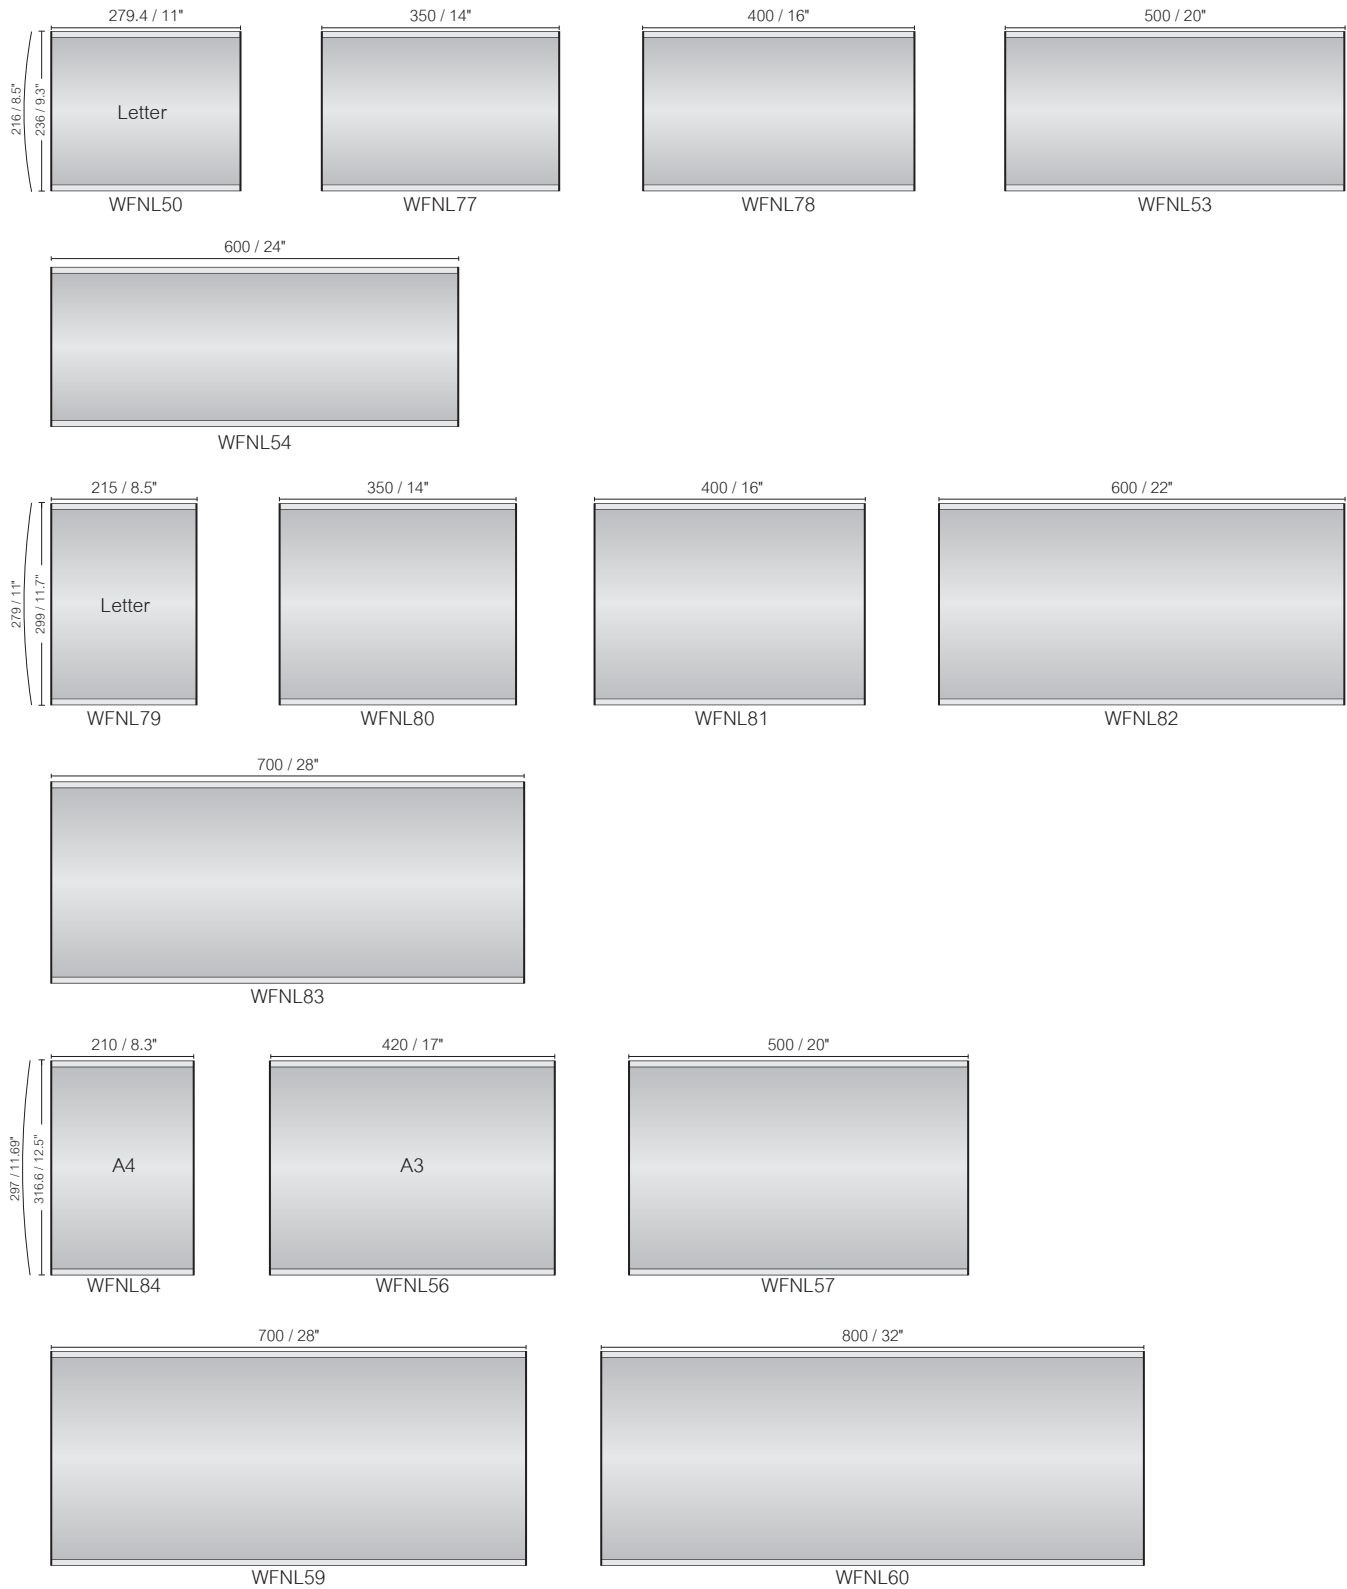 279.4 / 11"
350 / 14"
400 / 16"
500 / 20"
216 / 8.5"
236 / 9.3"
Letter
WFNL50
WFNL77
WFNL78
WFNL53
600 / 24"
WFNL54
215 / 8.5"
350 / 14"
400 / 16"
600 / 22"
279 / 11"
299 / 11.7"
Letter
WFNL79
WFNL80
WFNL81
WFNL82
700 / 28"
WFNL83
210 / 8.3"
420 / 17"
500 / 20"
297 / 11.69"
316.6 / 12.5"
A4
A3
WFNL84
WFNL56
WFNL57
700 / 28"
800 / 32"
WFNL59
WFNL60